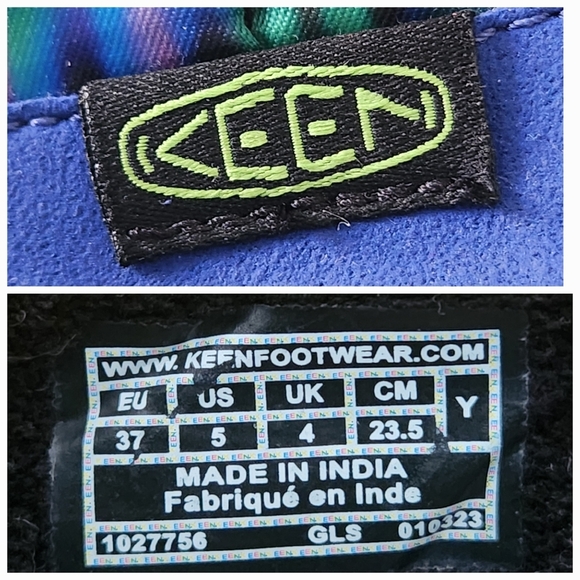 KEEN
WWW.KEENFOOTWEAR.COM
EU US UK CM Y
37 5 4 23.5
MADE IN INDIA
Fabriqué en Inde
1027756 GLS 010323